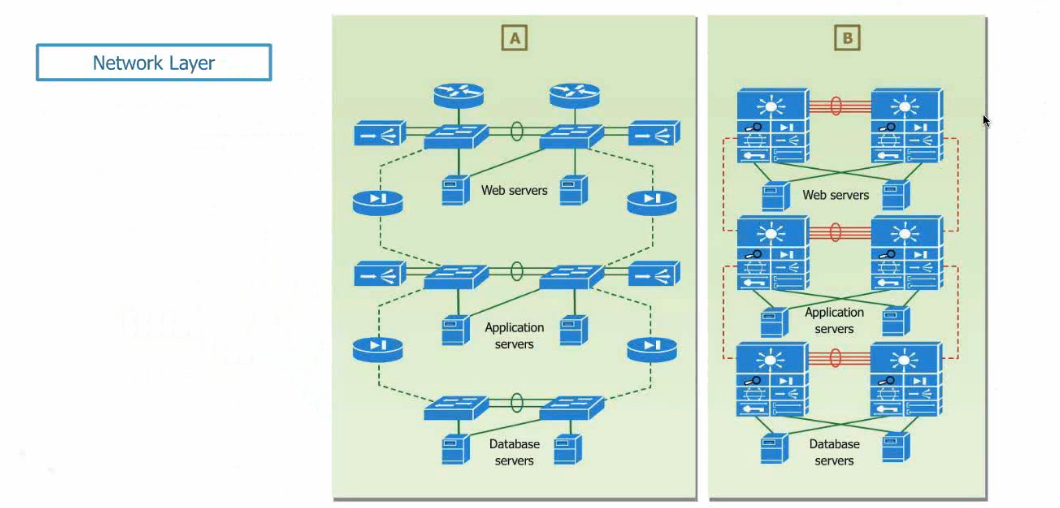 Network Layer
A
Web servers
Application
servers
Database
servers
B
Web servers
Application
servers
Database
servers